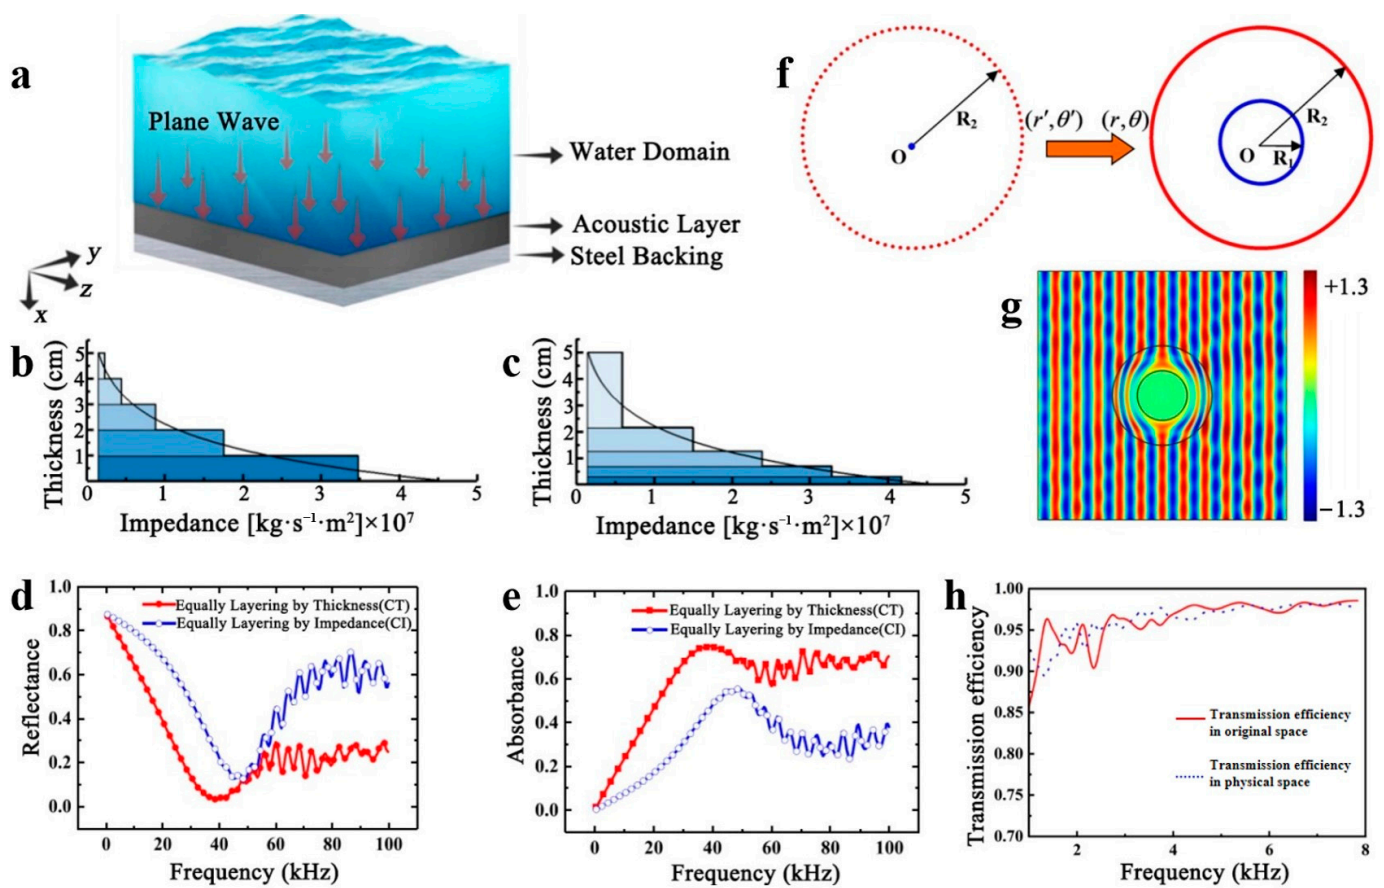 a
Plane Wave
Water Domain
Acoustic Layer
Steel Backing
y
z
x
f
O
R2
(r′,θ′)
(r,θ)
O
R2
R1
b
Thickness (cm)
5
4
3
2
1
0
0 1 2 3 4 5
Impedance [kg·s⁻¹·m²]×10⁷
c
Thickness (cm)
5
4
3
2
1
0
1 2 3 4 5
Impedance [kg·s⁻¹·m²]×10⁷
g
+1.3
−1.3
d
Reflectance
1.0
0.8
0.6
0.4
0.2
0.0
Equally Layering by Thickness(CT)
Equally Layering by Impedance(CI)
0 20 40 60 80 100
Frequency (kHz)
e
Absorbance
1.0
0.8
0.6
0.4
0.2
0.0
Equally Layering by Thickness(CT)
Equally Layering by Impedance(CI)
0 20 40 60 80 100
Frequency (kHz)
h
Transmission efficiency
1.00
0.95
0.90
0.85
0.80
0.75
0.70
Transmission efficiency
in original space
Transmission efficiency
in physical space
2 4 6 8
Frequency (kHz)